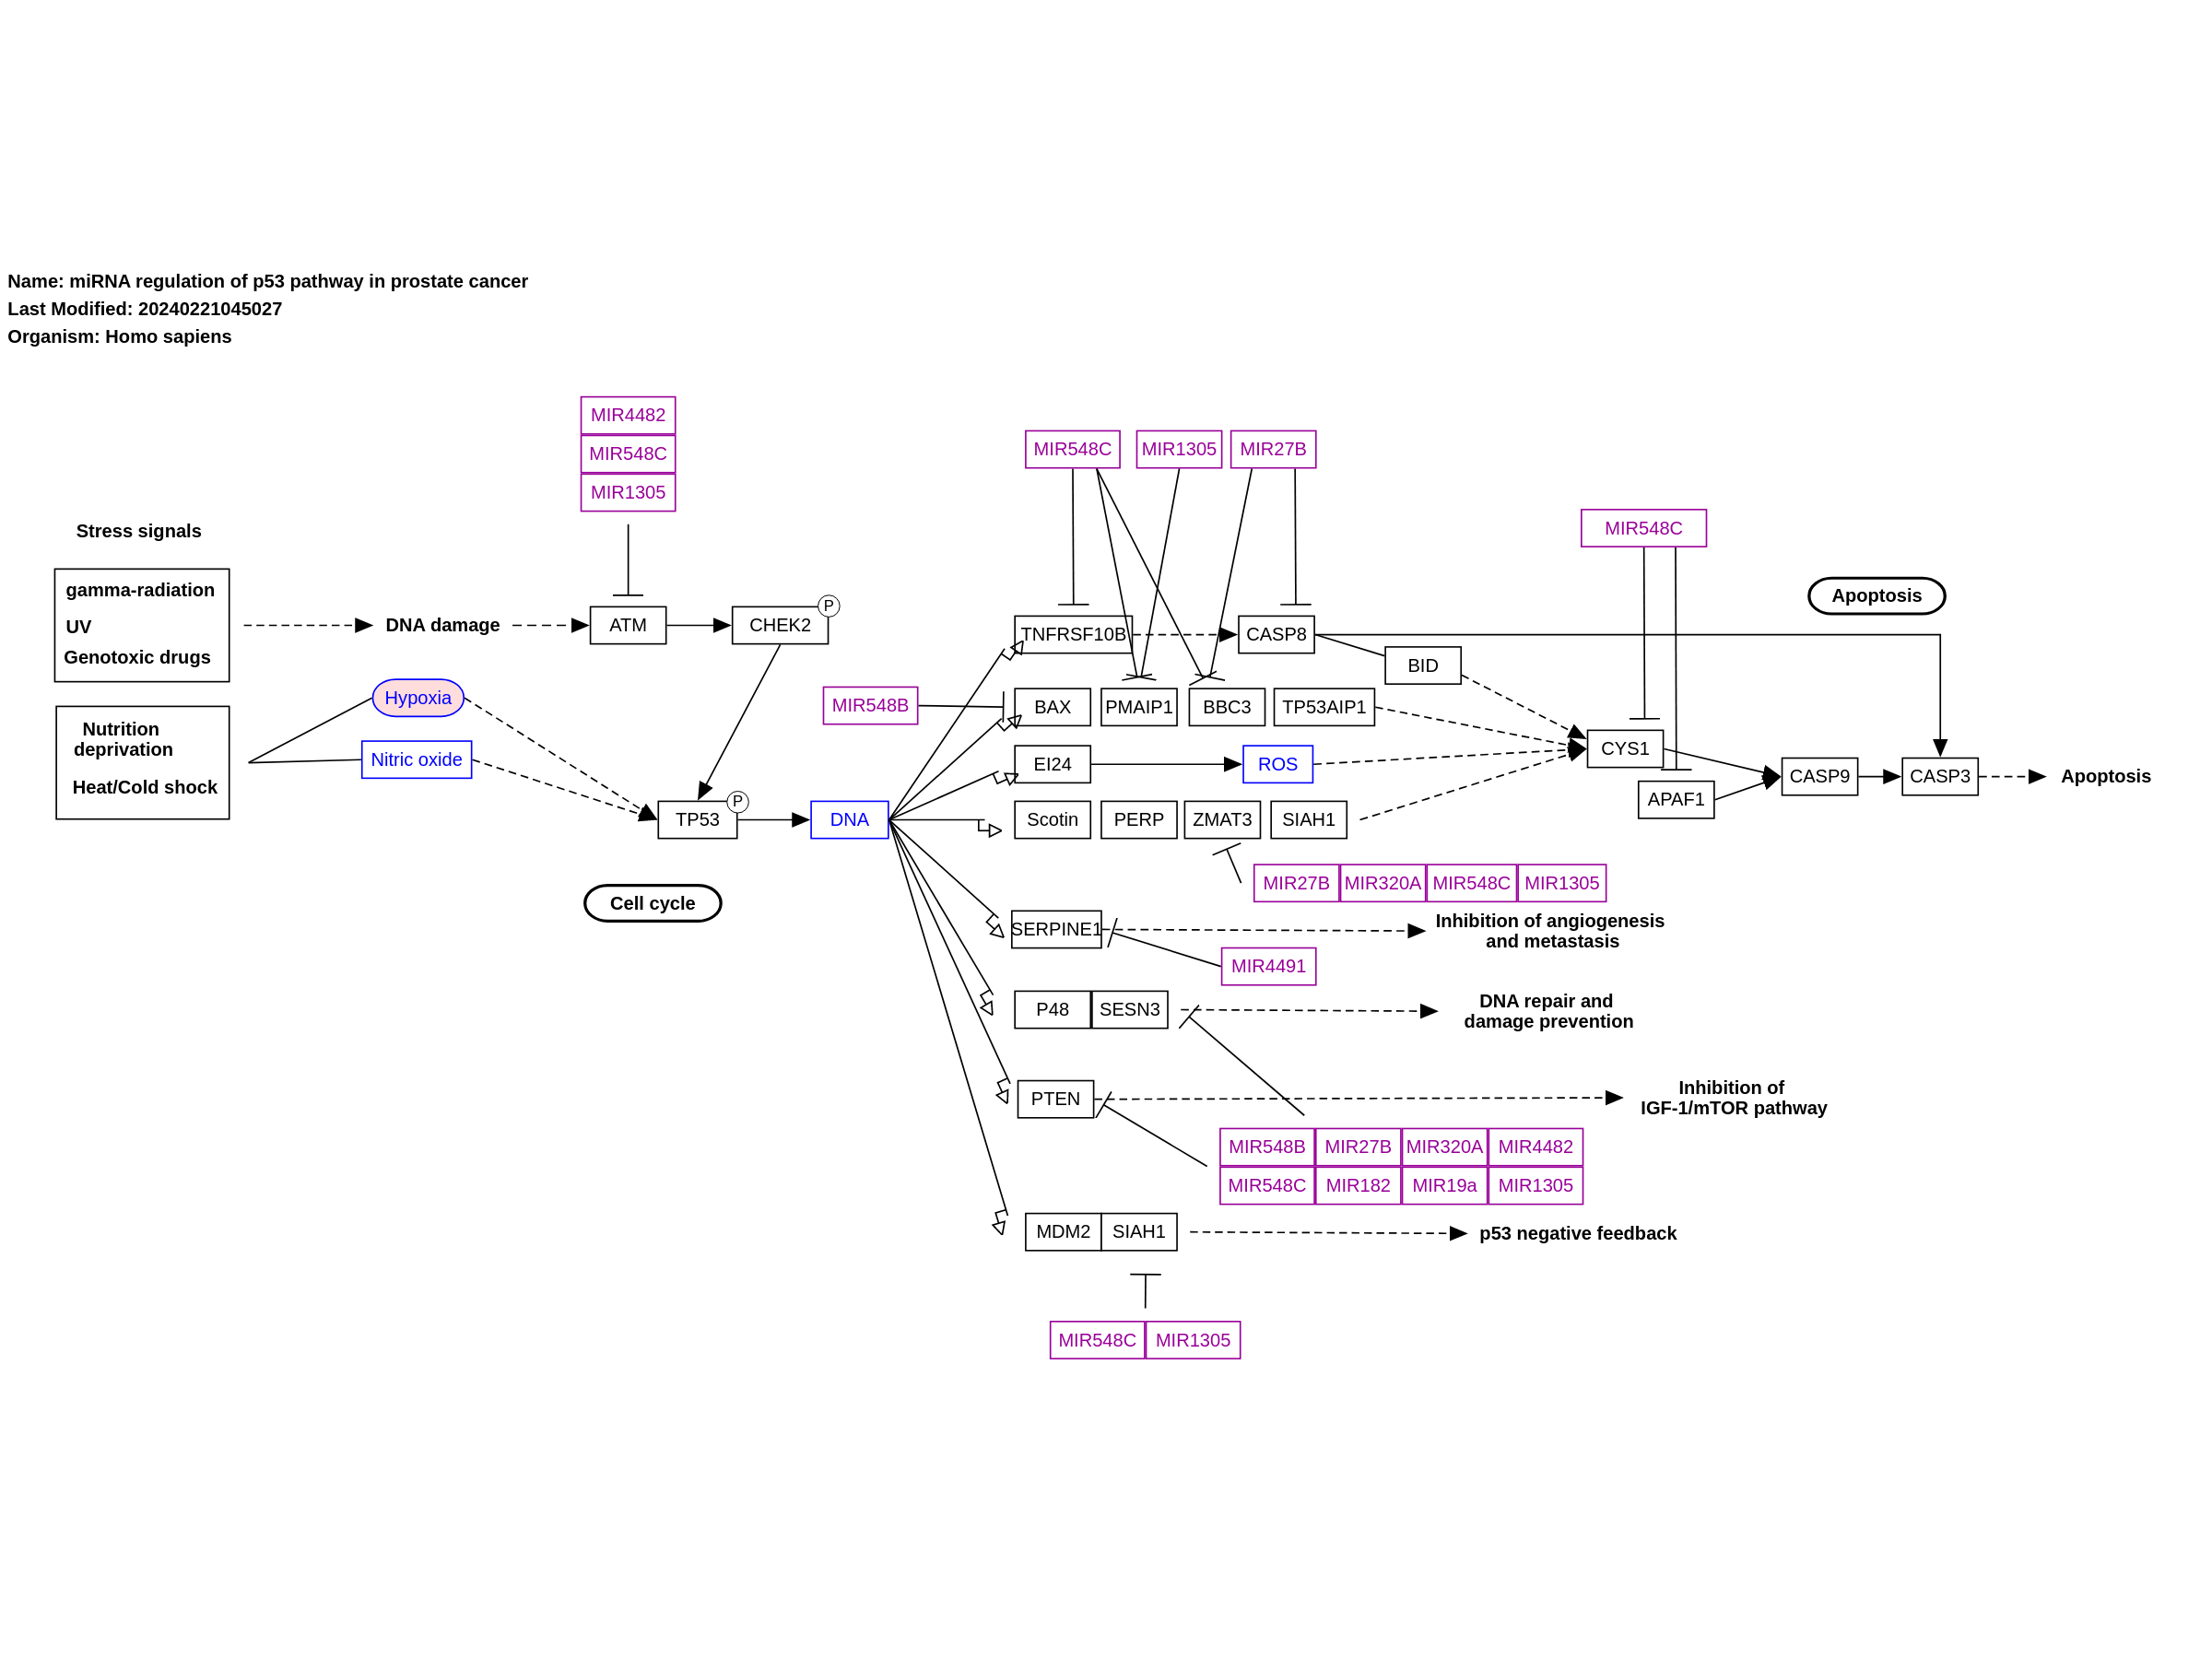 Name: miRNA regulation of p53 pathway in prostate cancer
Last Modified: 20240221045027
Organism: Homo sapiens
MIR4482
MIR548C
MIR1305
MIR548C
MIR1305
MIR27B
MIR548C
Stress signals
gamma-radiation
UV
Genotoxic drugs
DNA damage
ATM
CHEK2
P
TNFRSF10B
CASP8
BID
Apoptosis
Nutrition
deprivation
Heat/Cold shock
Hypoxia
Nitric oxide
MIR548B
BAX
PMAIP1
BBC3
TP53AIP1
EI24
ROS
CYS1
APAF1
CASP9
CASP3
Apoptosis
TP53
P
DNA
Scotin
PERP
ZMAT3
SIAH1
MIR27B
MIR320A
MIR548C
MIR1305
Cell cycle
SERPINE1
Inhibition of angiogenesis
and metastasis
MIR4491
P48
SESN3
DNA repair and
damage prevention
PTEN
Inhibition of
IGF-1/mTOR pathway
MIR548B
MIR27B
MIR320A
MIR4482
MIR548C
MIR182
MIR19a
MIR1305
MDM2
SIAH1
p53 negative feedback
MIR548C
MIR1305